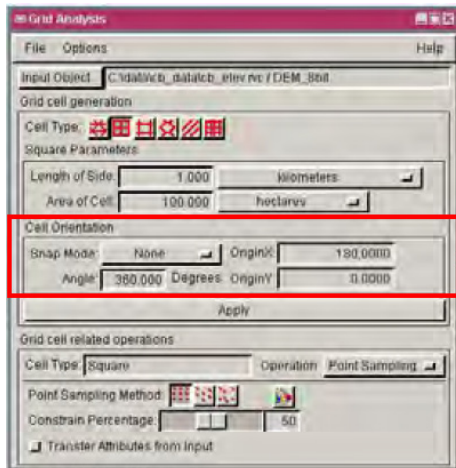 Grid Analysis
File Options Help
Input Object C:\data\cb_data\cb_elev.rvc / DEM_8bit
Grid cell generation
Cell Type:
Square Parameters
Length of Side: 1.000 kilometers
Area of Cell: 100.000 hectares
Cell Orientation
Snap Mode: None OriginX: 180.0000
Angle: 360.000 Degrees OriginY 0.0000
Apply
Grid cell related operations
Cell Type: Square Operation Point Sampling
Point Sampling Method:
Constrain Percentage: 50
Transfer Attributes from Input